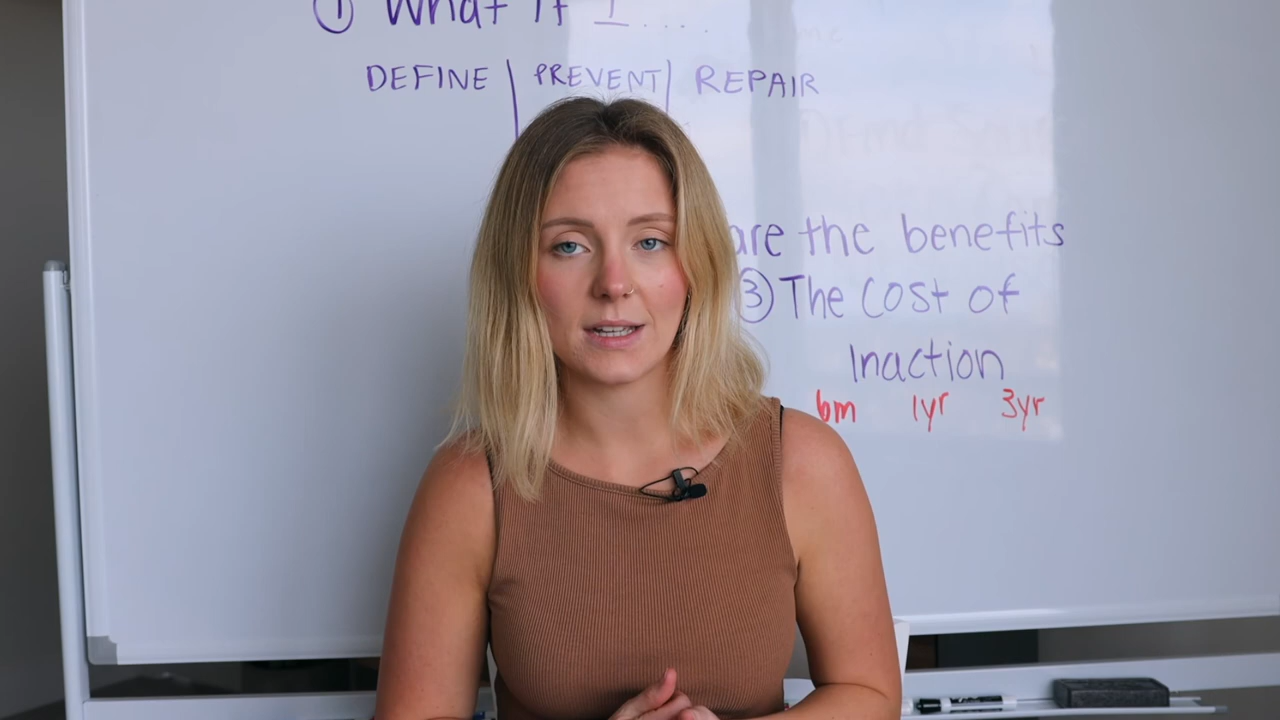 ① What if I....
DEFINE | PREVENT | REPAIR
are the benefits
③ The Cost of
Inaction
6m 1yr 3yr